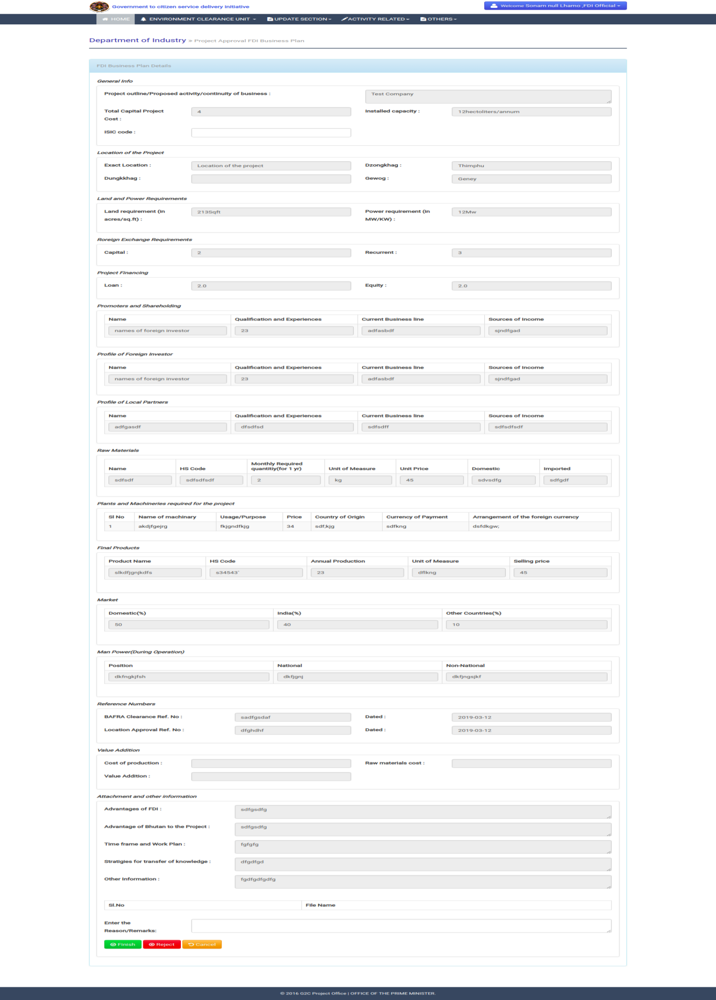 Government to citizen service delivery initiative
Welcome Sonam null Lhamo ,FDI Official
HOME ENVIRONMENT CLEARANCE UNIT UPDATE SECTION ACTIVITY RELATED OTHERS
Department of Industry » Project Approval FDI Business Plan
FDI Business Plan Details
General Info
Project outline/Proposed activity/continuity of business : Test Company
Total Capital Project Cost : 4 Installed capacity : 12hectoliters/annum
ISIC code :
Location of the Project
Exact Location : Location of the project Dzongkhag : Thimphu
Dungkkhag : Gewog : Geney
Land and Power Requirements
Land requirement (in acres/sq.ft) : 213Sqft Power requirement (in MW/KW) : 12Mw
Roreign Exchange Requirements
Capital : 2 Recurrent : 3
Project Financing
Loan : 2.0 Equity : 2.0
Promoters and Shareholding
Name Qualification and Experiences Current Business line Sources of Income
names of foreign investor 23 adfasbdf sjndfgad
Profile of Foreign Investor
Name Qualification and Experiences Current Business line Sources of Income
names of foreign investor 23 adfasbdf sjndfgad
Profile of Local Partners
Name Qualification and Experiences Current Business line Sources of Income
adfgasdf dfsdfsd sdfsdff sdfsdfsdf
Raw Materials
Name HS Code Monthly Required quantitiy(for 1 yr) Unit of Measure Unit Price Domestic Imported
sdfsdf sdfsdfsdf 2 kg 45 sdvsdfg sdfgdf
Plants and Machineries required for the project
Sl No Name of machinary Usage/Purpose Price Country of Origin Currency of Payment Arrangement of the foreign currency
1 akdjfgejrg fkjgndfkjg 34 sdf;kjg sdfkng dsfdkgw;
Final Products
Product Name HS Code Annual Production Unit of Measure Selling price
slkdfjgnjkdfs s34543` 23 dflkng 45
Market
Domestic(%) India(%) Other Countries(%)
50 40 10
Man Power(During Operation)
Position National Non-National
dkfngkjfsh dkfjgnj dkfjngsjkf
Reference Numbers
BAFRA Clearance Ref. No : sadfgsdaf Dated : 2019-03-12
Location Approval Ref. No : dfghdhf Dated : 2019-03-12
Value Addition
Cost of production : Raw materials cost :
Value Addition :
Attachment and other information
Advantages of FDI : sdfgsdfg
Advantage of Bhutan to the Project : sdfgsdfg
Time frame and Work Plan : fgfgfg
Stratigies for transfer of knowledge : dfgdfgd
Other Information : fgdfgdfgdfg
Sl.No File Name
Enter the Reason/Remarks:
Finish Reject Cancel
© 2016 G2C Project Office | OFFICE OF THE PRIME MINISTER.